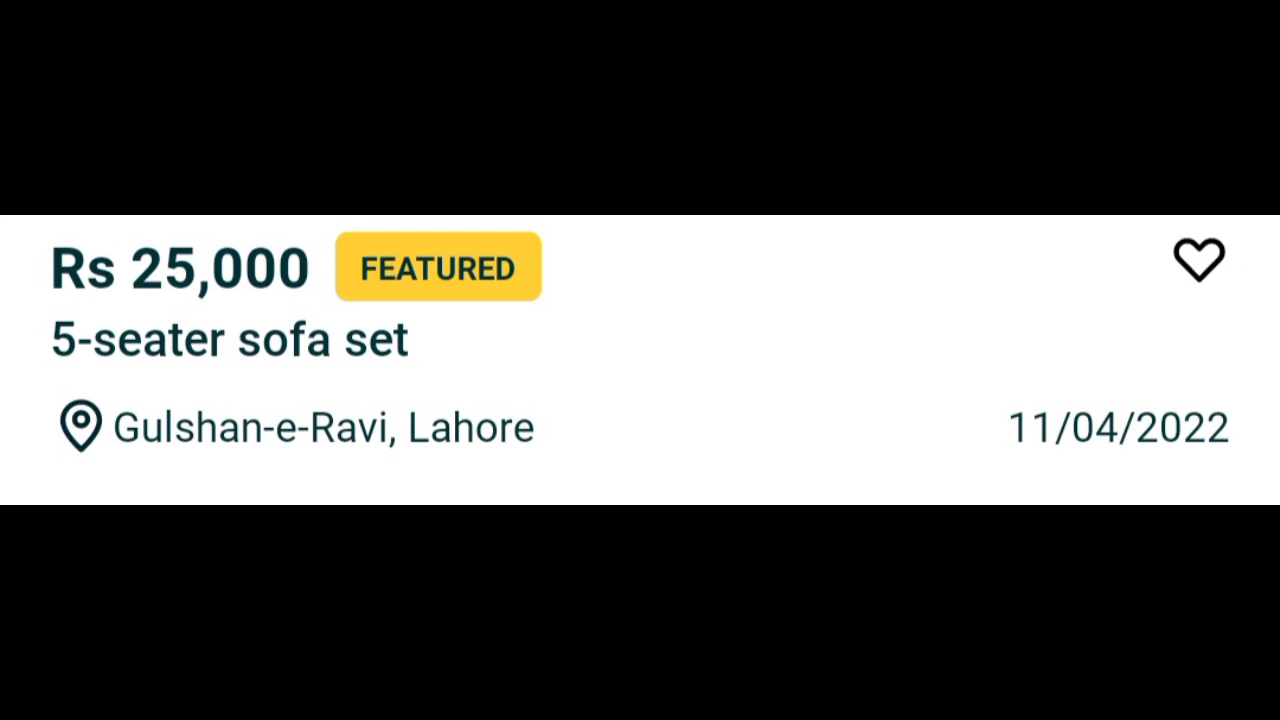 Rs 25,000 FEATURED
5-seater sofa set
Gulshan-e-Ravi, Lahore 11/04/2022